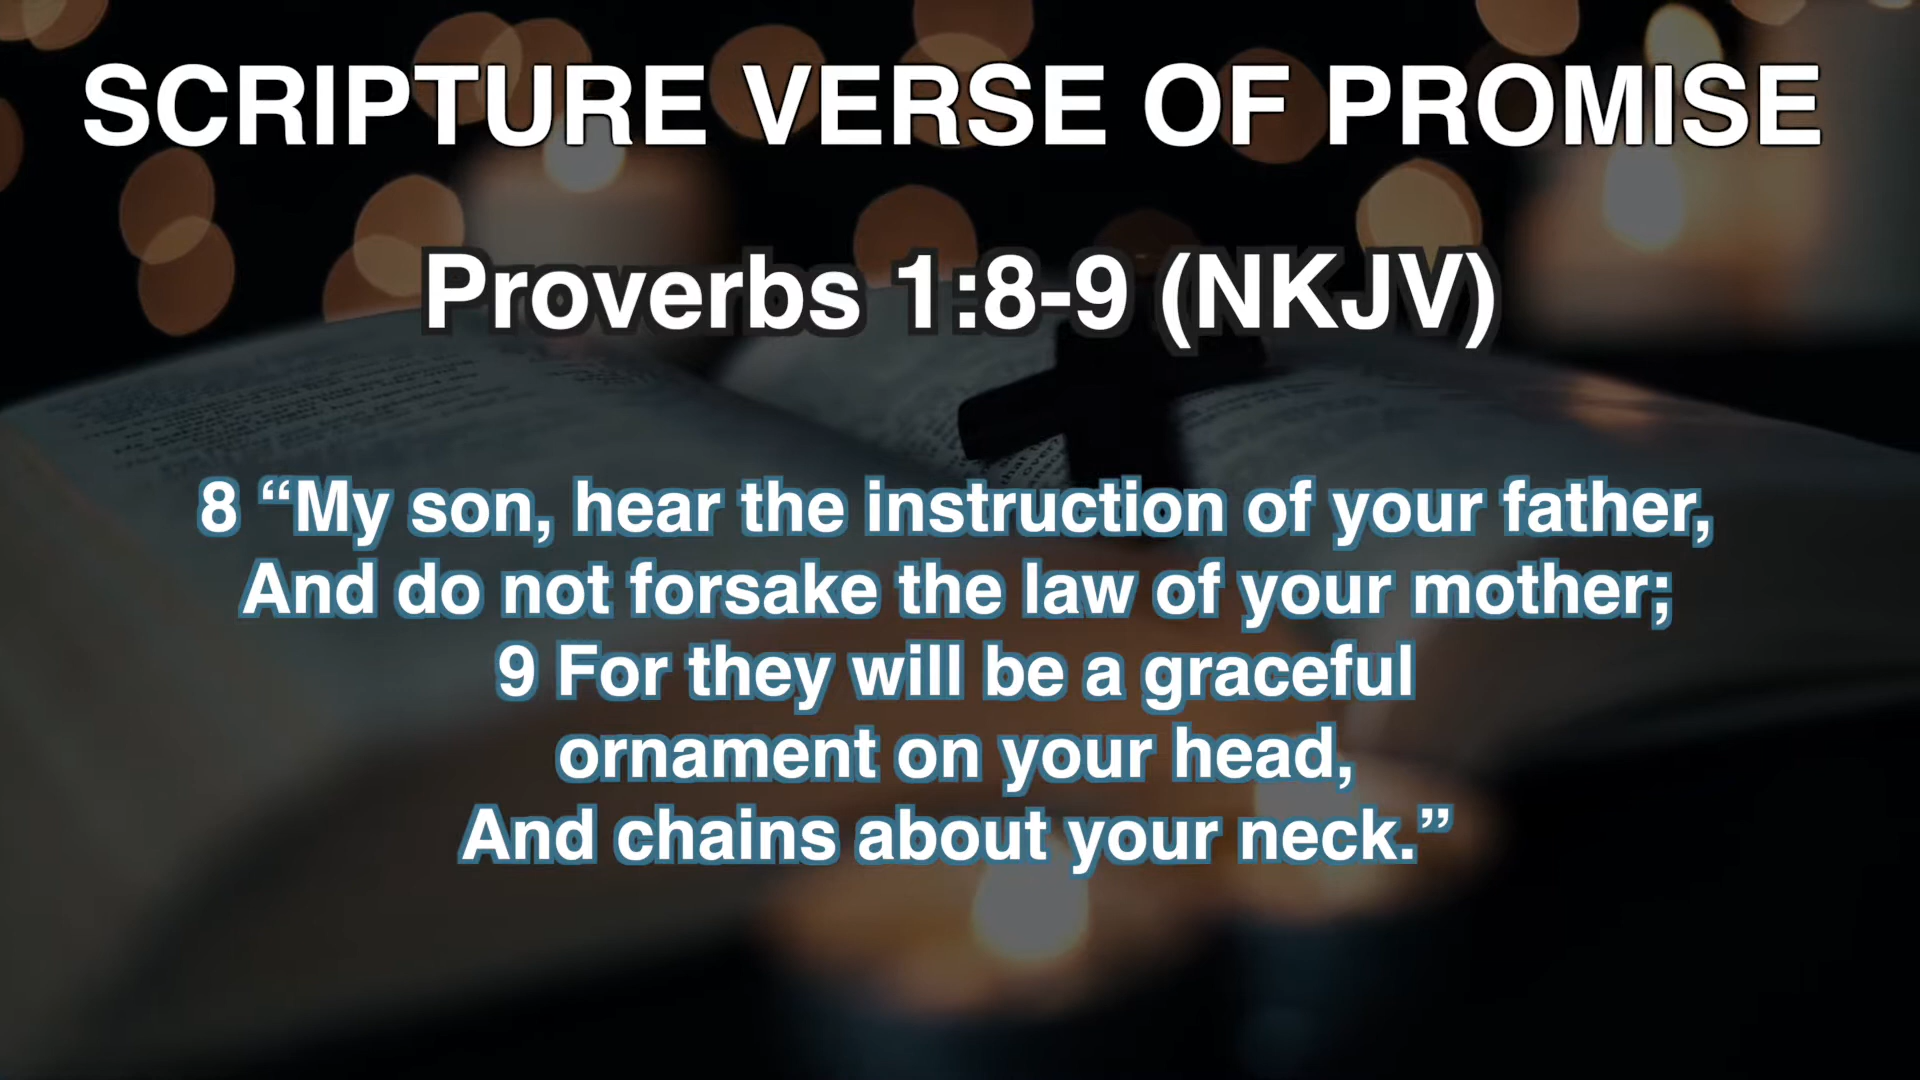 SCRIPTURE VERSE OF PROMISE
Proverbs 1:8-9 (NKJV)
8 “My son, hear the instruction of your father,
And do not forsake the law of your mother;
9 For they will be a graceful
ornament on your head,
And chains about your neck.”